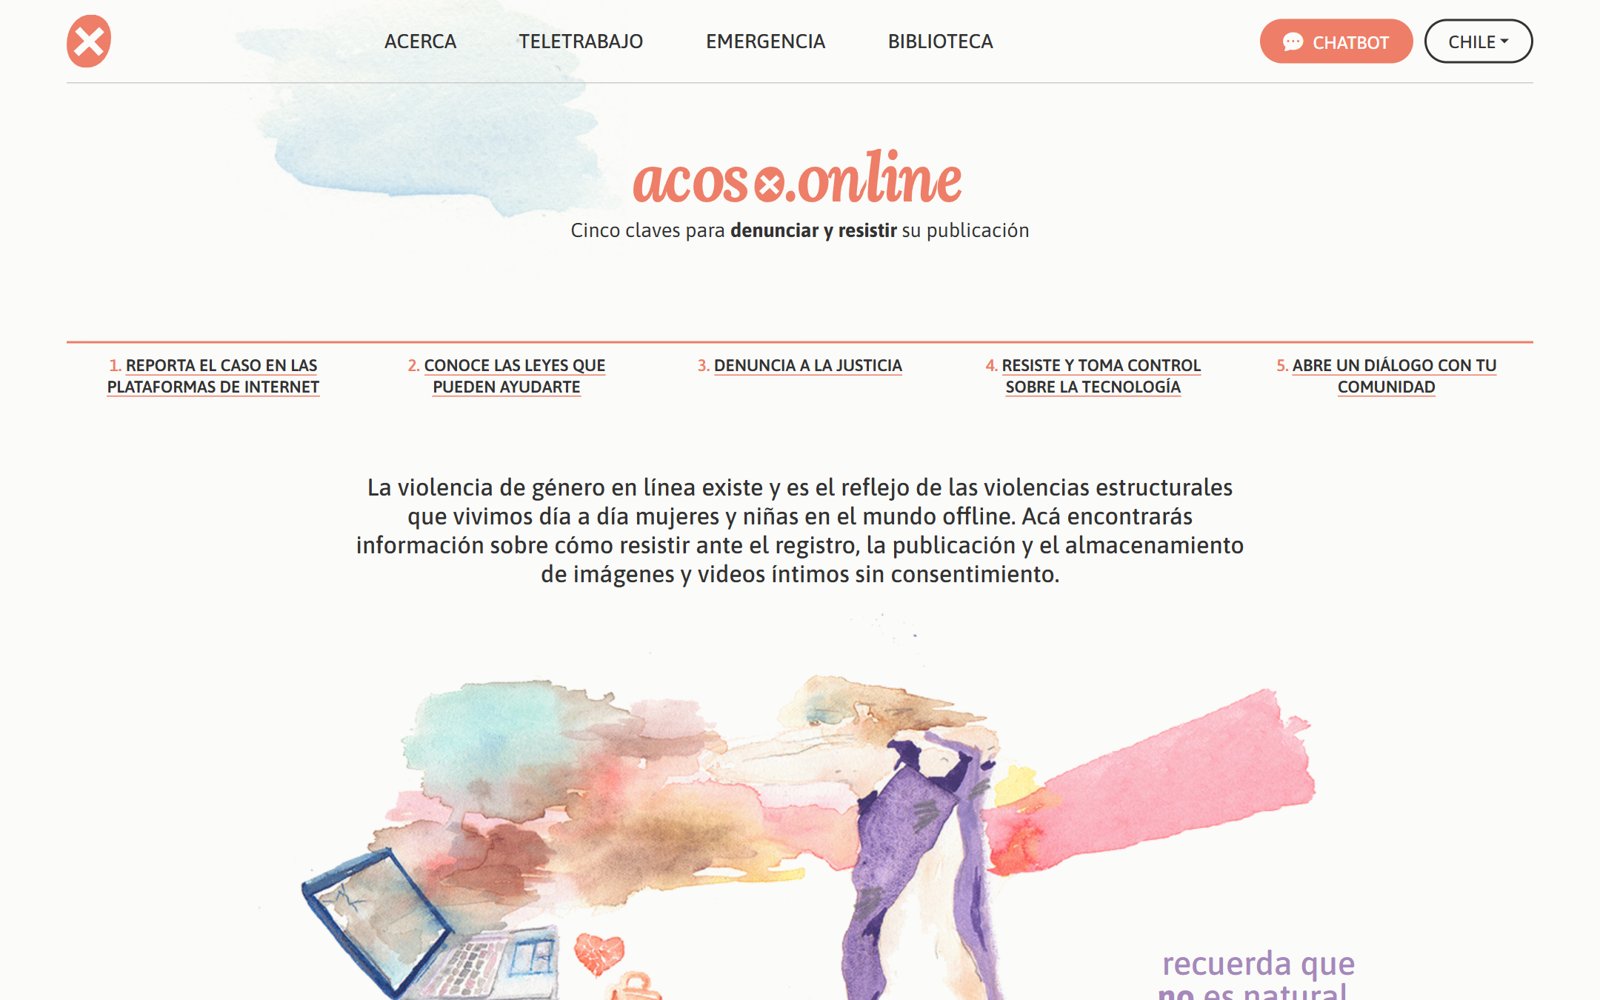 ACERCA TELETRABAJO EMERGENCIA BIBLIOTECA CHATBOT CHILE
acoso.online
Cinco claves para denunciar y resistir su publicación
1. REPORTA EL CASO EN LAS
PLATAFORMAS DE INTERNET
2. CONOCE LAS LEYES QUE
PUEDEN AYUDARTE
3. DENUNCIA A LA JUSTICIA
4. RESISTE Y TOMA CONTROL
SOBRE LA TECNOLOGÍA
5. ABRE UN DIÁLOGO CON TU
COMUNIDAD
La violencia de género en línea existe y es el reflejo de las violencias estructurales
que vivimos día a día mujeres y niñas en el mundo offline. Acá encontrarás
información sobre cómo resistir ante el registro, la publicación y el almacenamiento
de imágenes y videos íntimos sin consentimiento.
recuerda que
no es natural